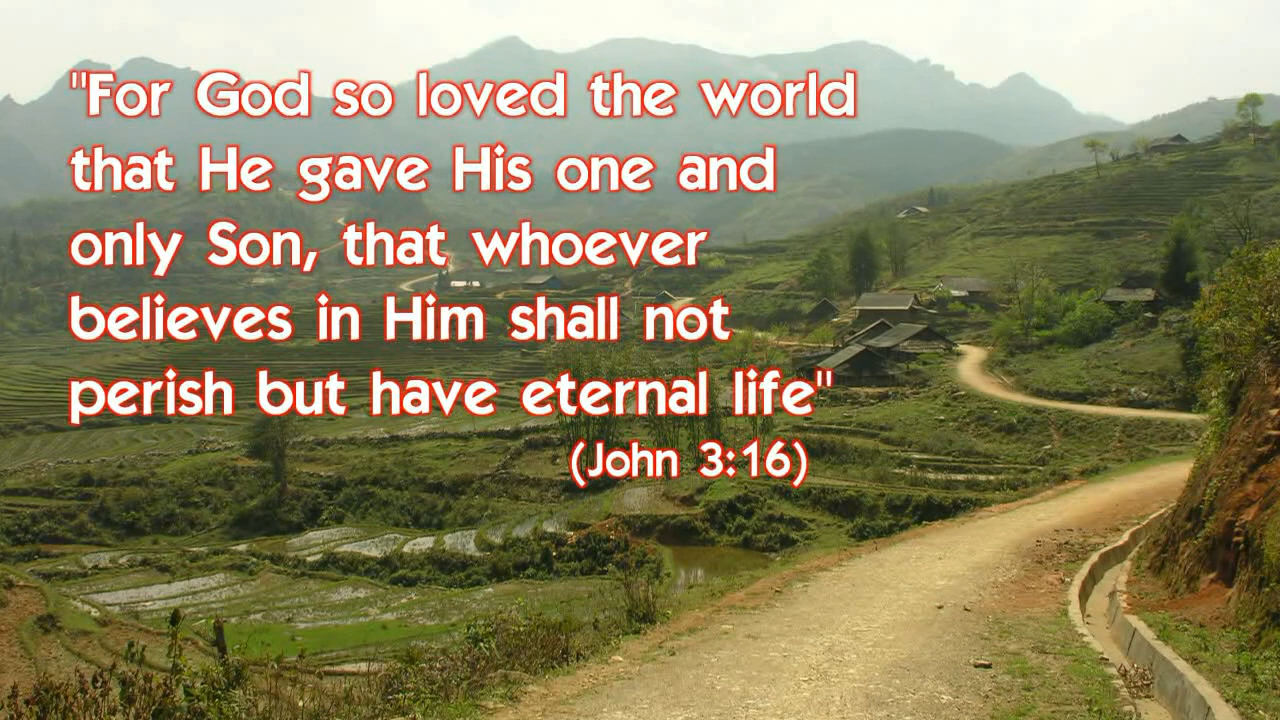 "For God so loved the world
that He gave His one and
only Son, that whoever
believes in Him shall not
perish but have eternal life"
(John 3:16)